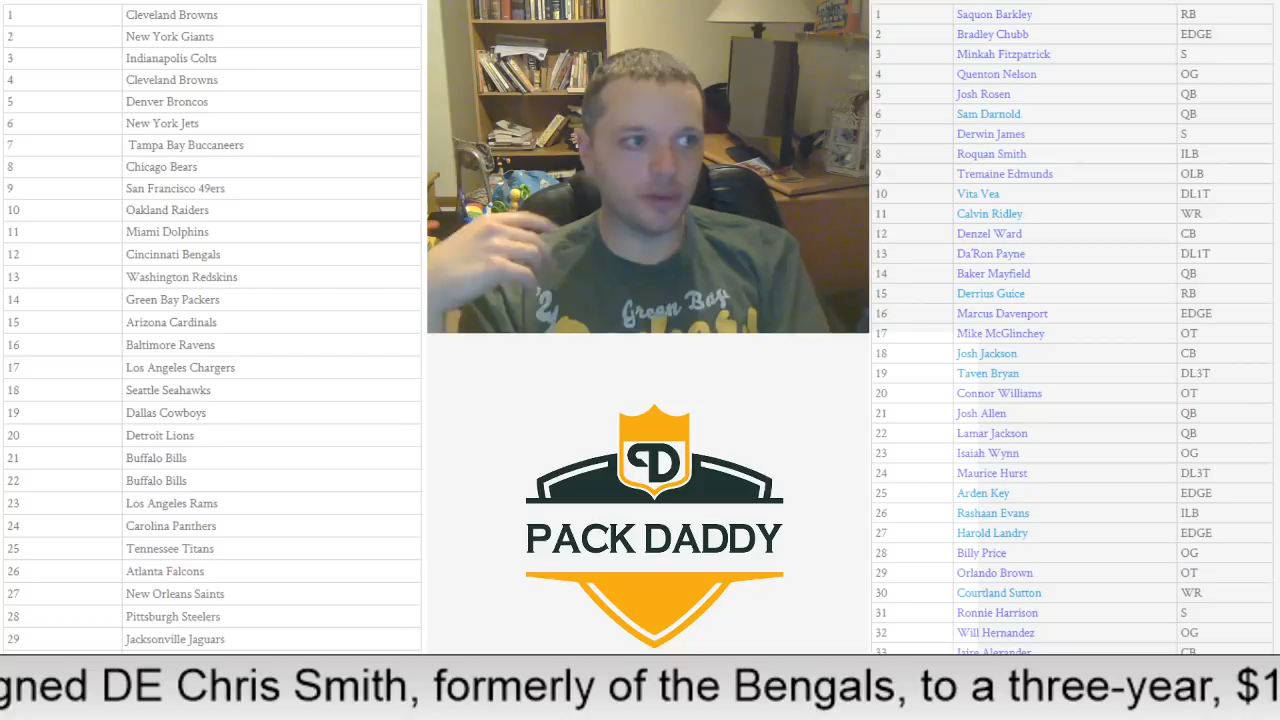 1 Cleveland Browns
2 New York Giants
3 Indianapolis Colts
4 Cleveland Browns
5 Denver Broncos
6 New York Jets
7 Tampa Bay Buccaneers
8 Chicago Bears
9 San Francisco 49ers
10 Oakland Raiders
11 Miami Dolphins
12 Cincinnati Bengals
13 Washington Redskins
14 Green Bay Packers
15 Arizona Cardinals
16 Baltimore Ravens
17 Los Angeles Chargers
18 Seattle Seahawks
19 Dallas Cowboys
20 Detroit Lions
21 Buffalo Bills
22 Buffalo Bills
23 Los Angeles Rams
24 Carolina Panthers
25 Tennessee Titans
26 Atlanta Falcons
27 New Orleans Saints
28 Pittsburgh Steelers
29 Jacksonville Jaguars
Green Bay
PD
PACK DADDY
1 Saquon Barkley RB
2 Bradley Chubb EDGE
3 Minkah Fitzpatrick S
4 Quenton Nelson OG
5 Josh Rosen QB
6 Sam Darnold QB
7 Derwin James S
8 Roquan Smith ILB
9 Tremaine Edmunds OLB
10 Vita Vea DL1T
11 Calvin Ridley WR
12 Denzel Ward CB
13 Da'Ron Payne DL1T
14 Baker Mayfield QB
15 Derrius Guice RB
16 Marcus Davenport EDGE
17 Mike McGlinchey OT
18 Josh Jackson CB
19 Taven Bryan DL3T
20 Connor Williams OT
21 Josh Allen QB
22 Lamar Jackson QB
23 Isaiah Wynn OG
24 Maurice Hurst DL3T
25 Arden Key EDGE
26 Rashaan Evans ILB
27 Harold Landry EDGE
28 Billy Price OG
29 Orlando Brown OT
30 Courtland Sutton WR
31 Ronnie Harrison S
32 Will Hernandez OG
33 Jaire Alexander CB
gned DE Chris Smith, formerly of the Bengals, to a three-year, $1